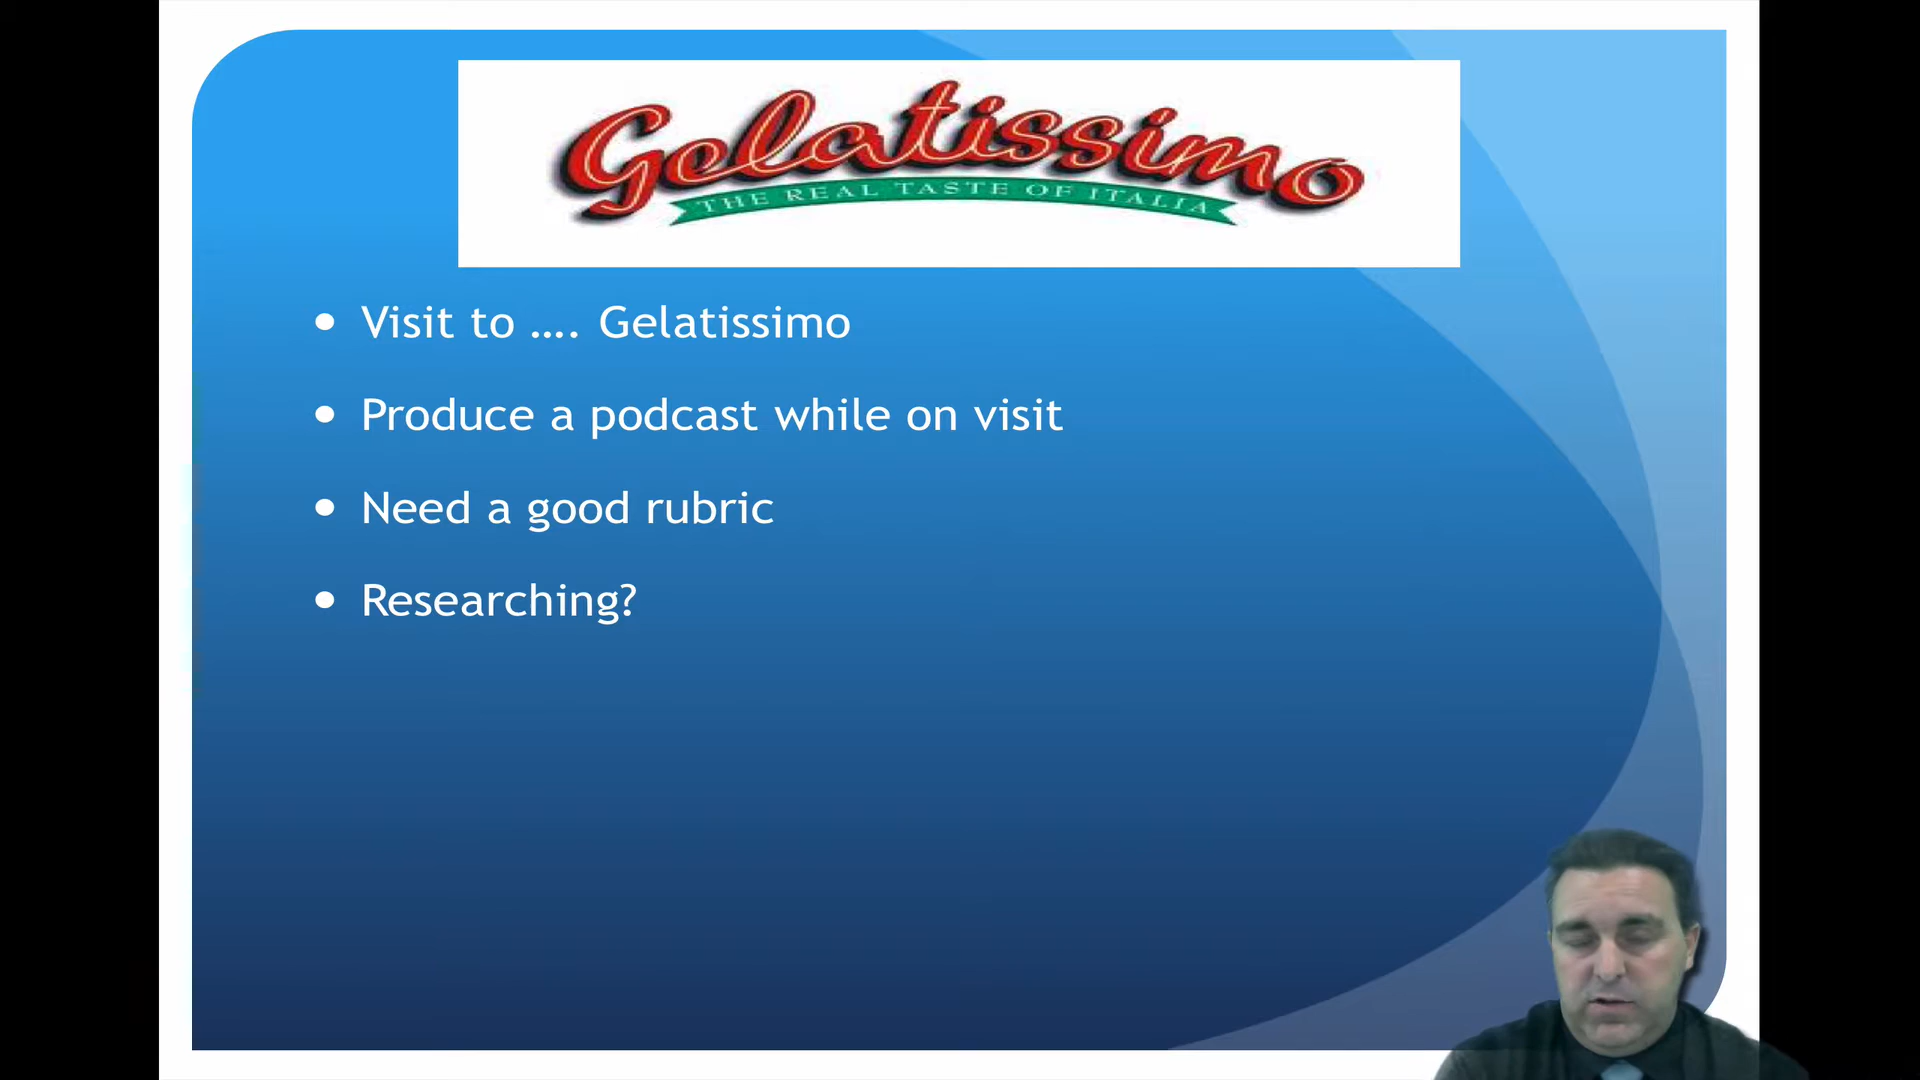 Gelatissimo
THE REAL TASTE OF ITALIA
• Visit to .... Gelatissimo
• Produce a podcast while on visit
• Need a good rubric
• Researching?